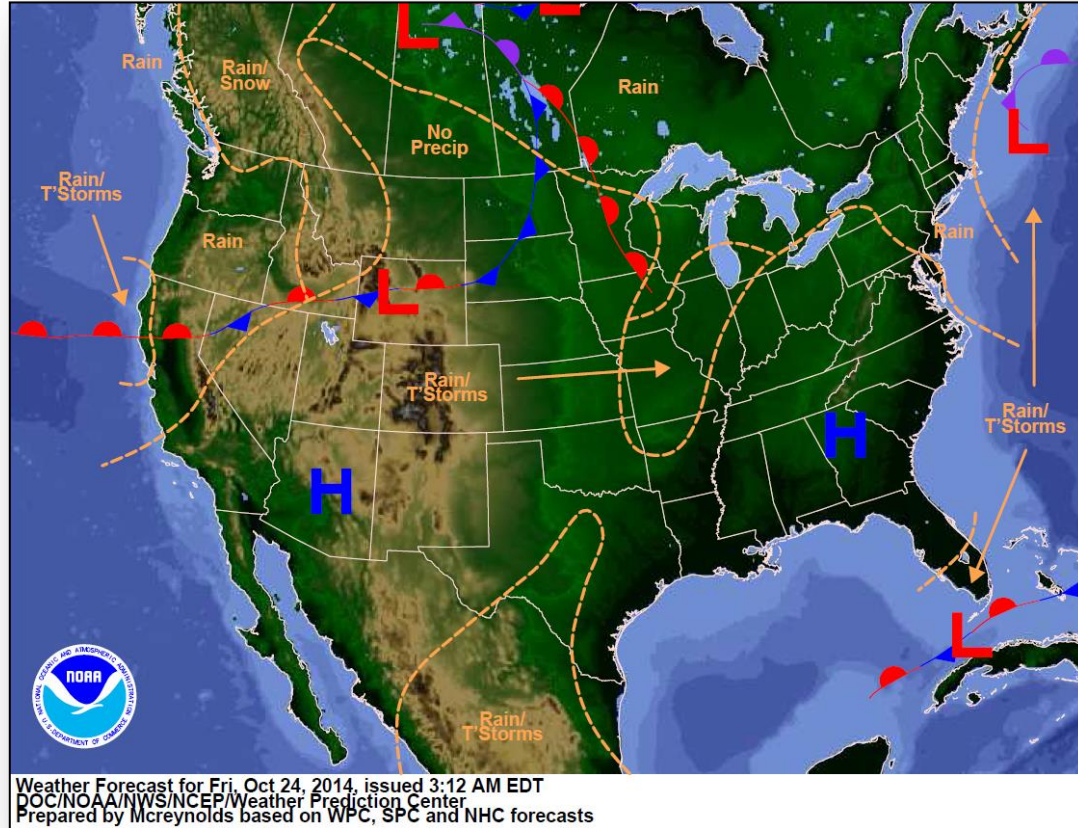 L
L
Rain
Rain/
Snow
Rain
No
Precip
L
Rain/
T'Storms
Rain
Rain
L
Rain/
T'Storms
Rain/
T'Storms
H
H
L
Rain/
T'Storms
NATIONAL OCEANIC AND ATMOSPHERIC ADMINISTRATION
NOAA
U.S. DEPARTMENT OF COMMERCE
Weather Forecast for Fri, Oct 24, 2014, issued 3:12 AM EDT
DOC/NOAA/NWS/NCEP/Weather Prediction Center
Prepared by Mcreynolds based on WPC, SPC and NHC forecasts